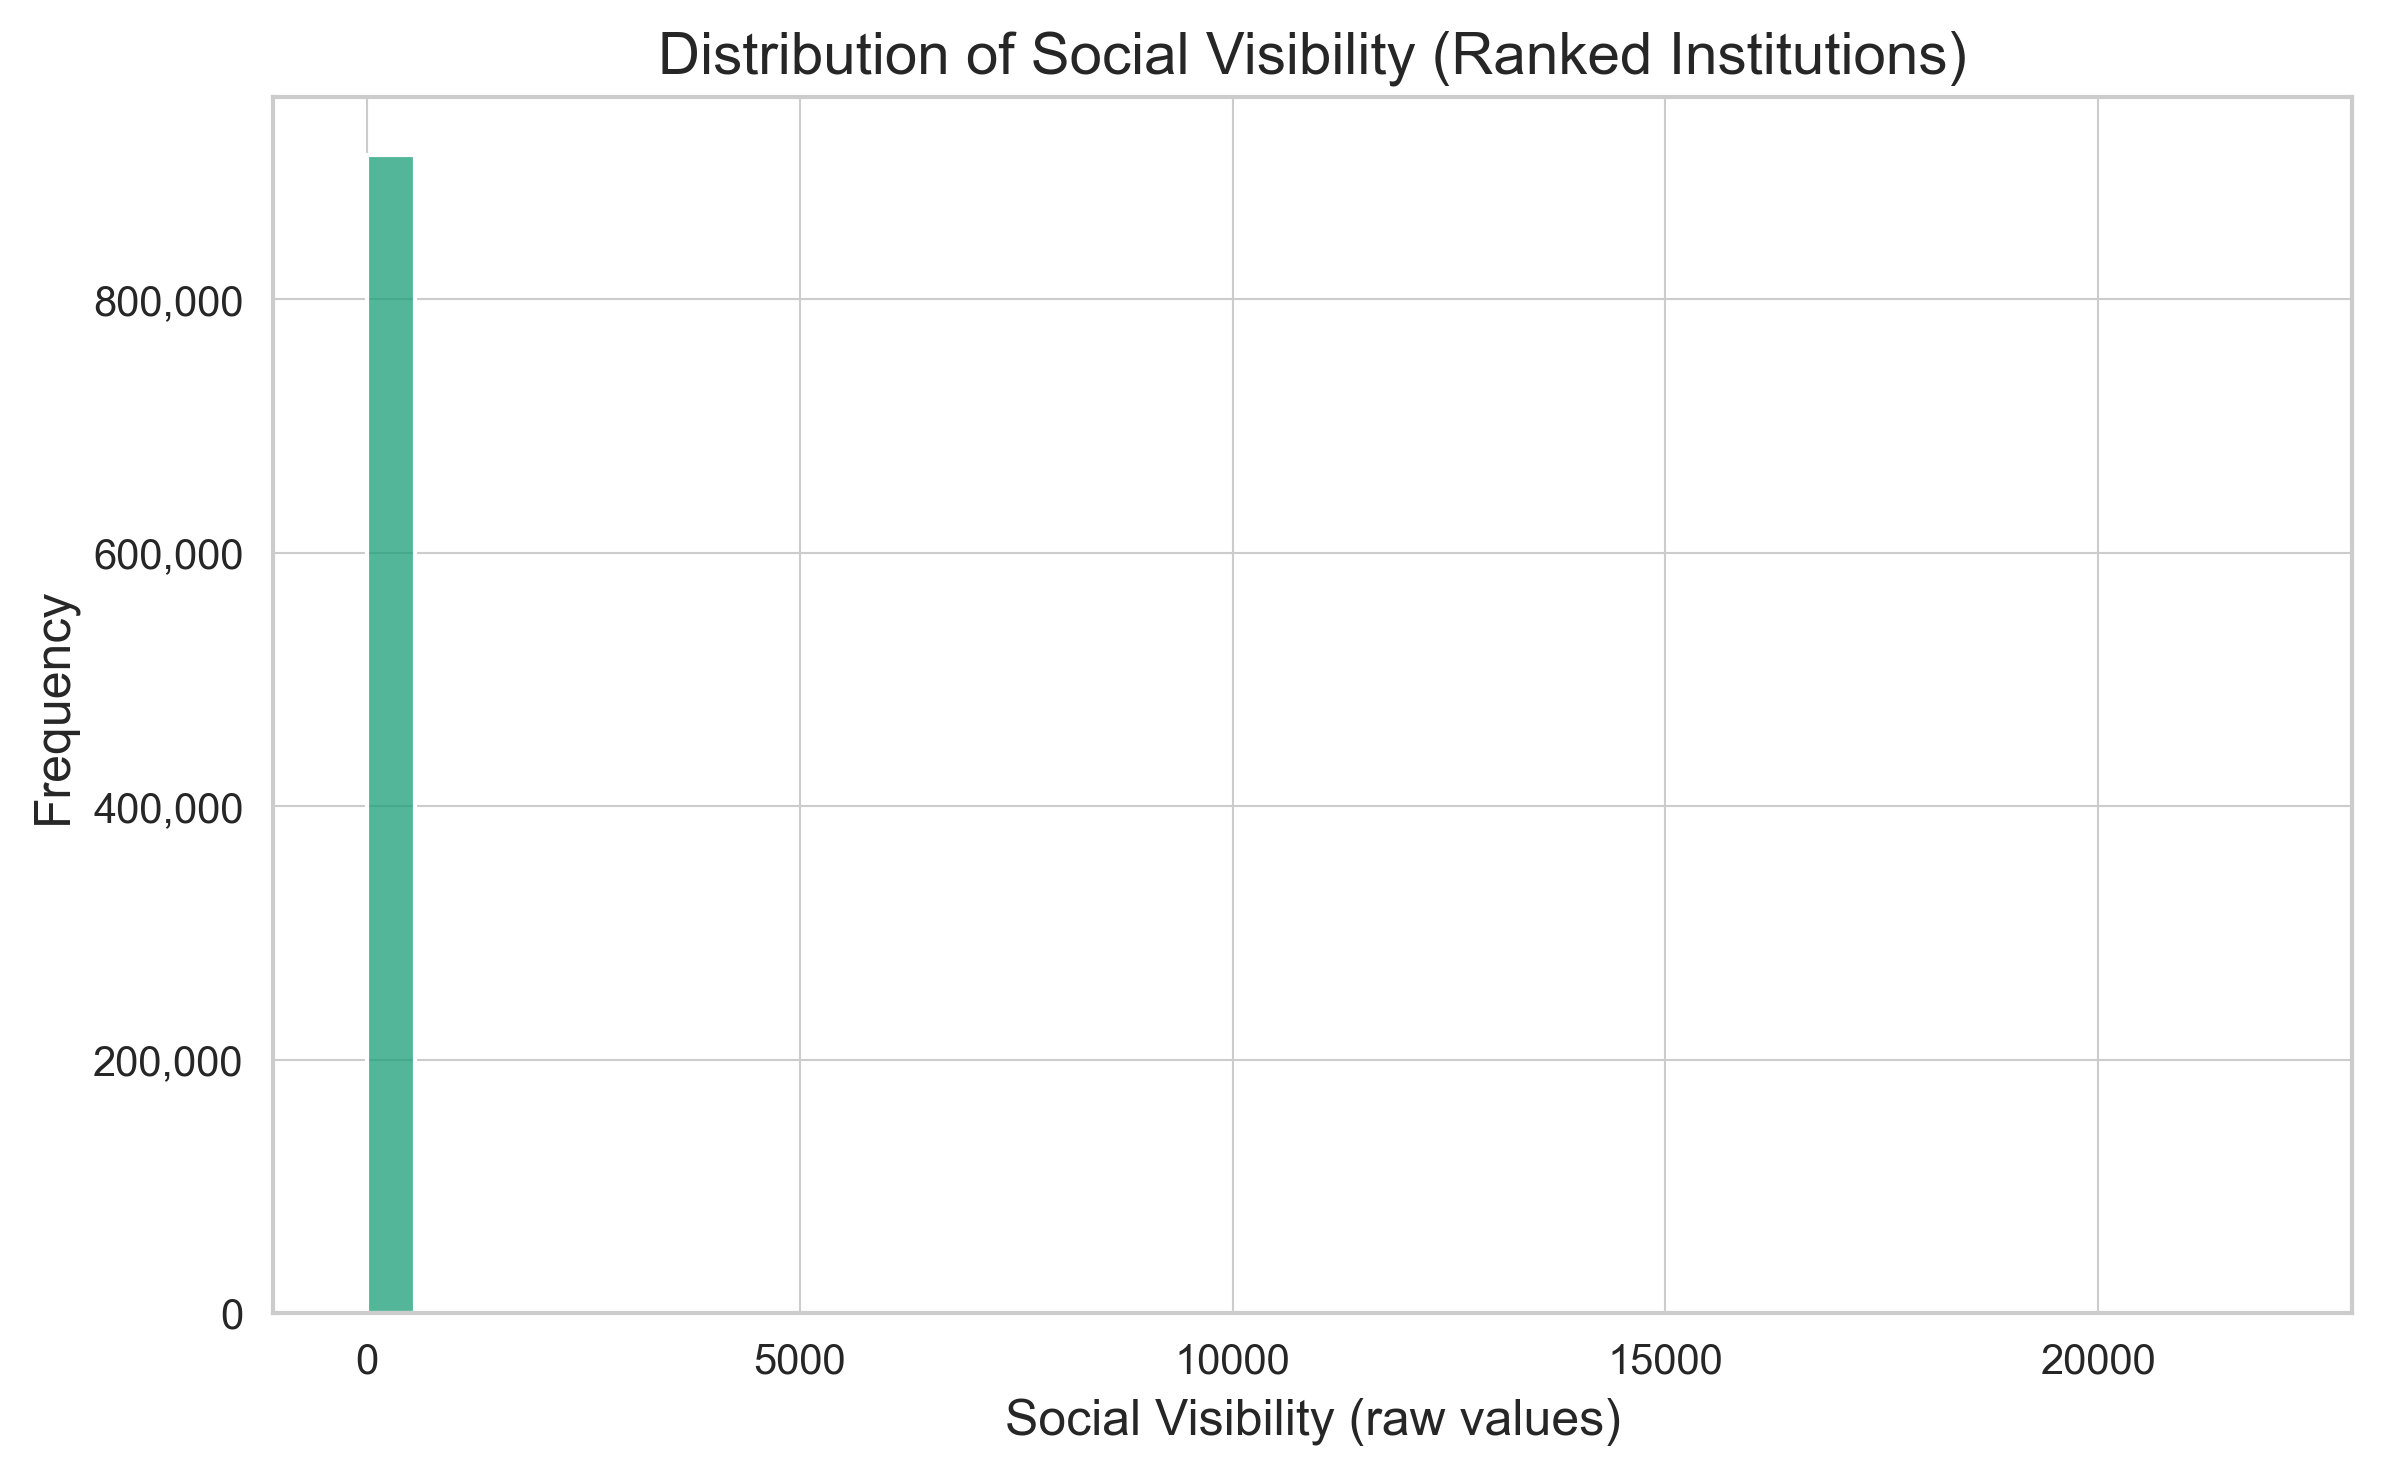 Distribution of Social Visibility (Ranked Institutions)
800,000
600,000
400,000
200,000
0
Frequency
0 5000 10000 15000 20000
Social Visibility (raw values)